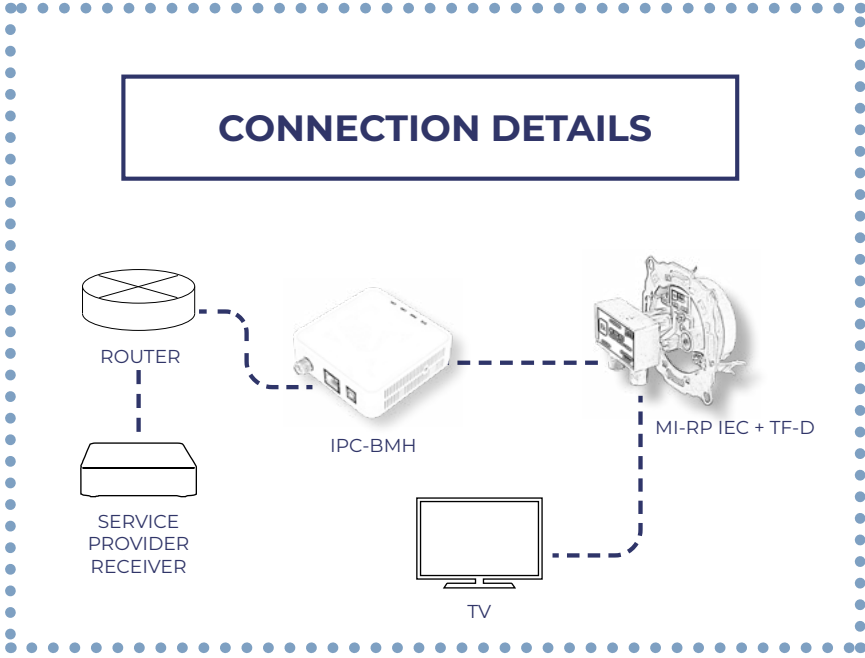 CONNECTION DETAILS
ROUTER
IPC-BMH
MI-RP IEC + TF-D
SERVICE
PROVIDER
RECEIVER
TV